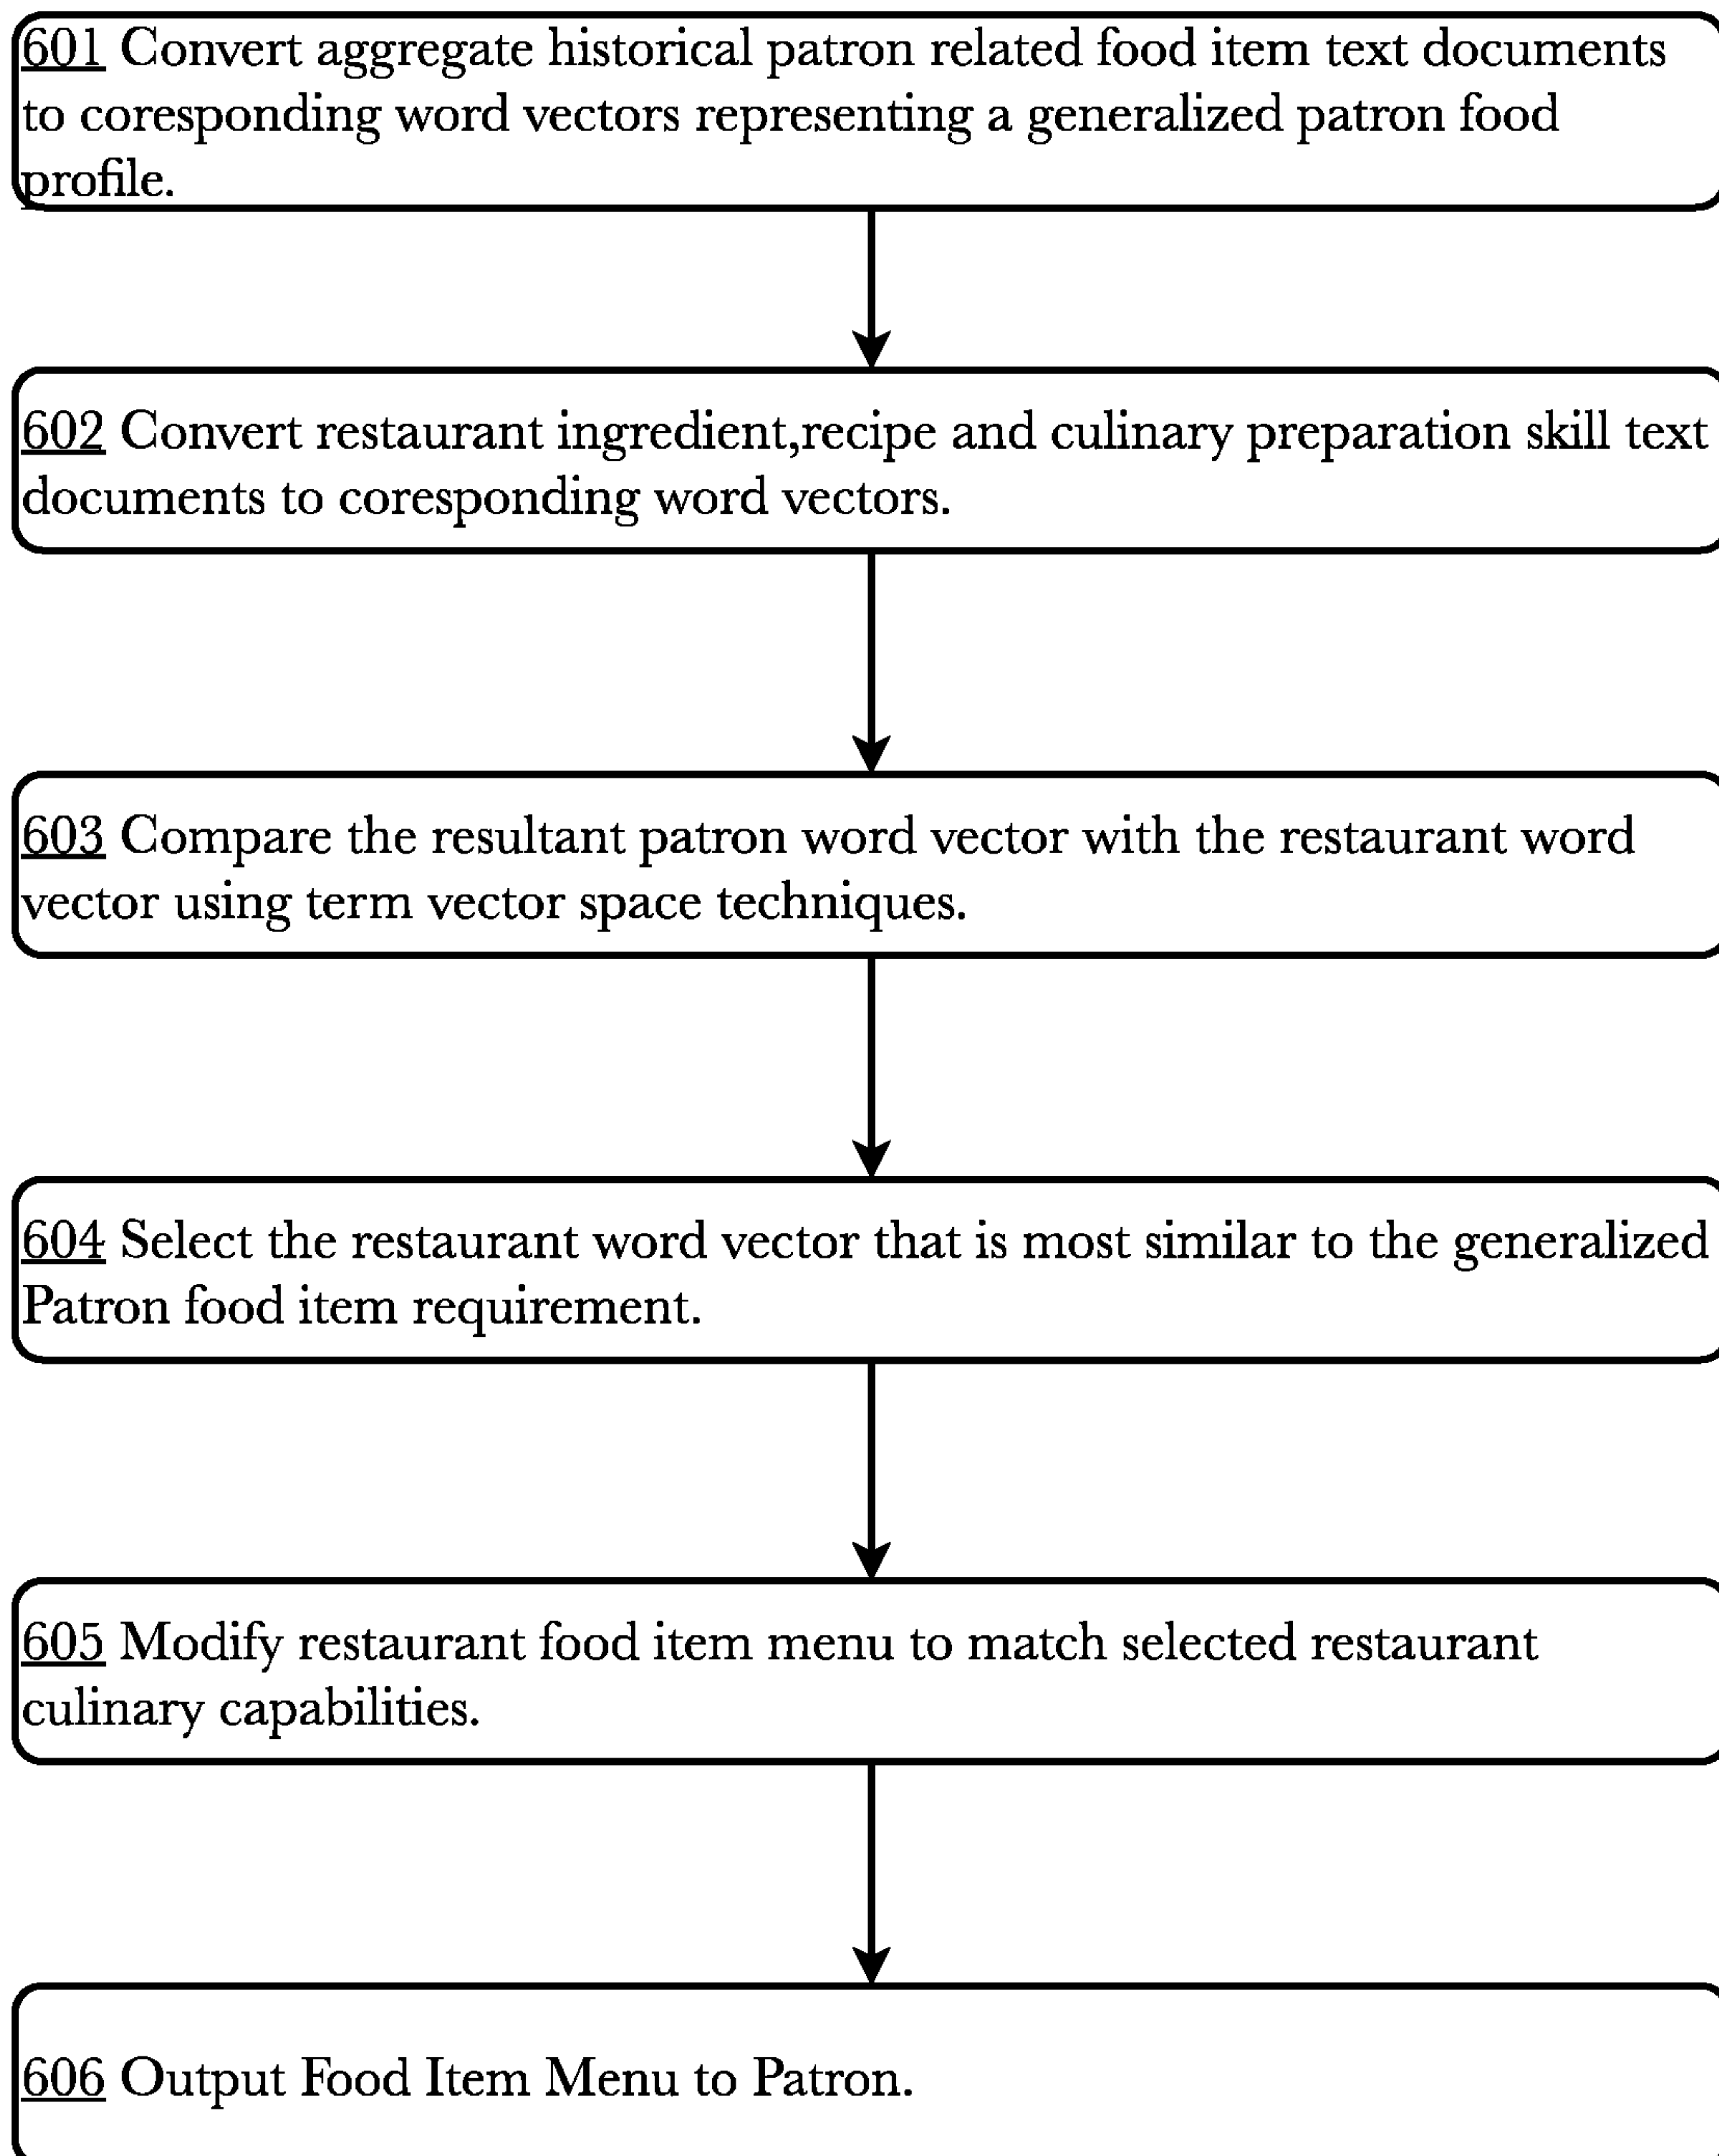 601 Convert aggregate historical patron related food item text documents
to coresponding word vectors representing a generalized patron food
profile.
602 Convert restaurant ingredient,recipe and culinary preparation skill text
documents to coresponding word vectors.
603 Compare the resultant patron word vector with the restaurant word
vector using term vector space techniques.
604 Select the restaurant word vector that is most similar to the generalized
Patron food item requirement.
605 Modify restaurant food item menu to match selected restaurant
culinary capabilities.
606 Output Food Item Menu to Patron.